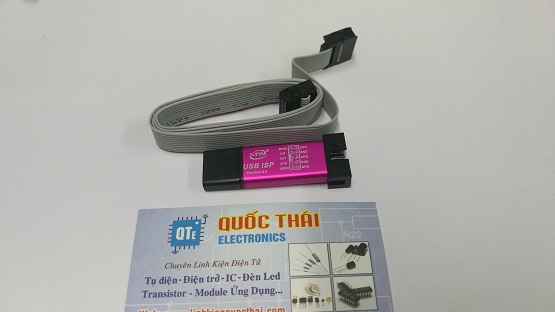 USB ISP
QTE
QUỐC THÁI
ELECTRONICS
Chuyên Linh Kiện Điện Tử
Tụ điện - Điện trở - IC - Đèn Led
Transistor - Module Ứng Dụng...
R22